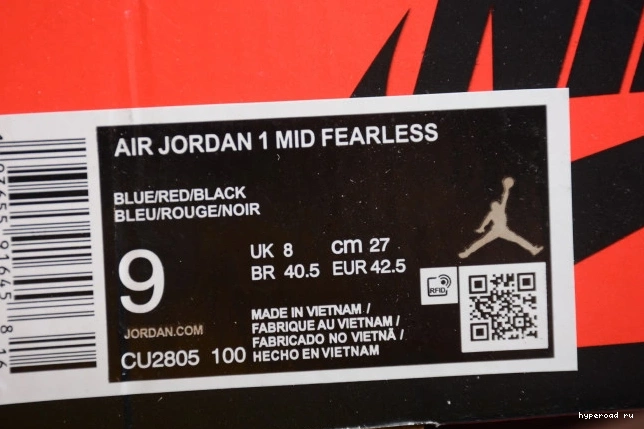 AIR JORDAN 1 MID FEARLESS
BLUE/RED/BLACK
BLEU/ROUGE/NOIR
9
UK 8 cm 27
BR 40.5 EUR 42.5
RFID
JORDAN.COM
CU2805 100
MADE IN VIETNAM /
FABRIQUE AU VIETNAM /
FABRICADO NO VIETNÃ /
HECHO EN VIETNAM
hyperoad ru